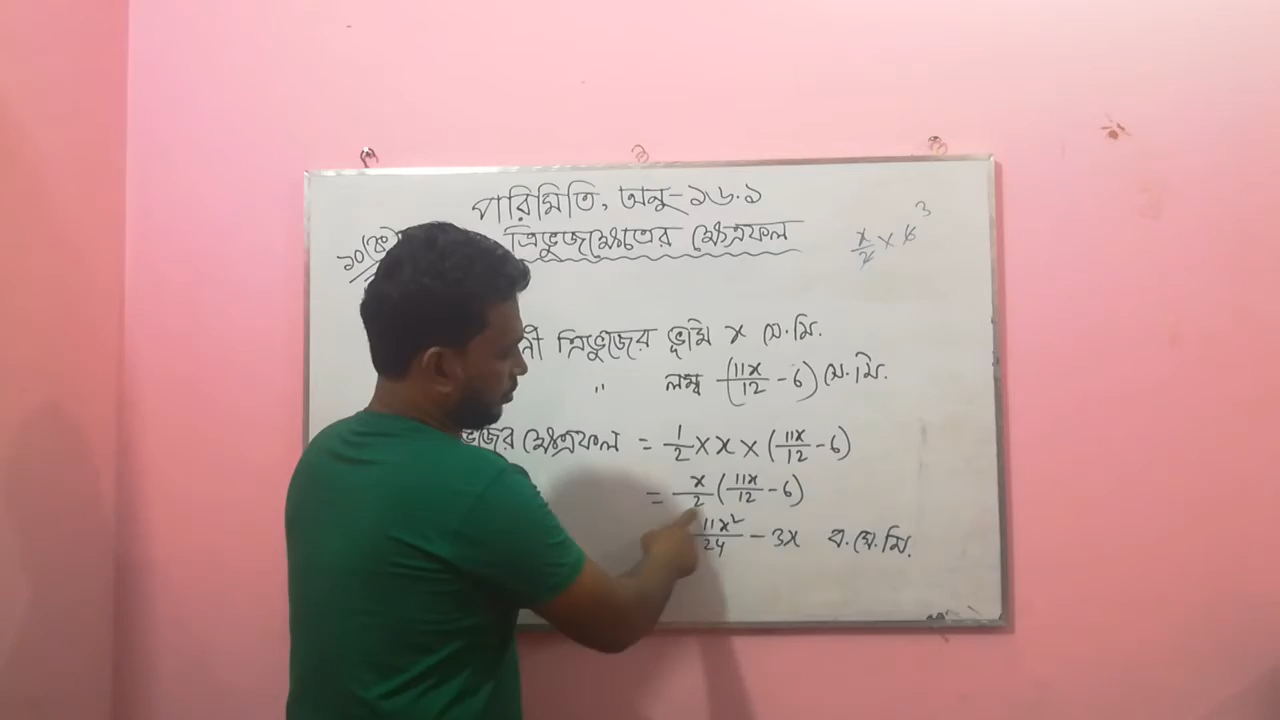 পরিমিতি, অনু-১৬.১
ত্রিভুজক্ষেত্রের ক্ষেত্রফল
x/2 × 6 3
১০(ক)
ত্রিভুজের ভূমি x সে.মি.
" লম্ব (11x/12 - 6) সে.মি.
ক্ষেত্রফল = 1/2 × x × (11x/12 - 6)
= x/2 (11x/12 - 6)
11x²/24 - 3x ব.সে.মি.